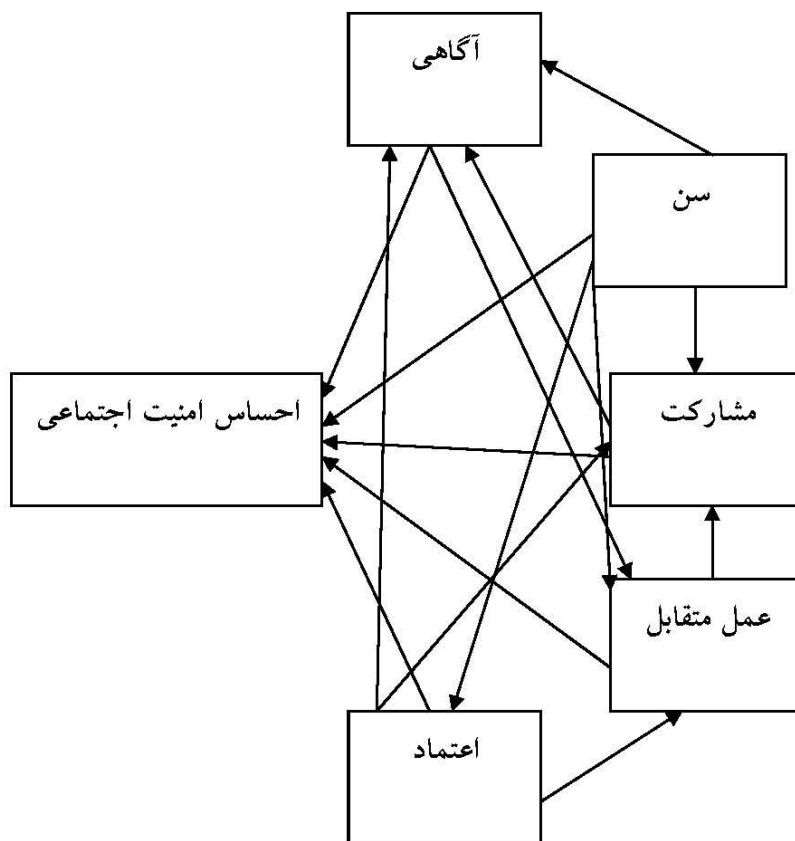 آگاهی
سن
مشارکت
احساس امنیت اجتماعی
عمل متقابل
اعتماد